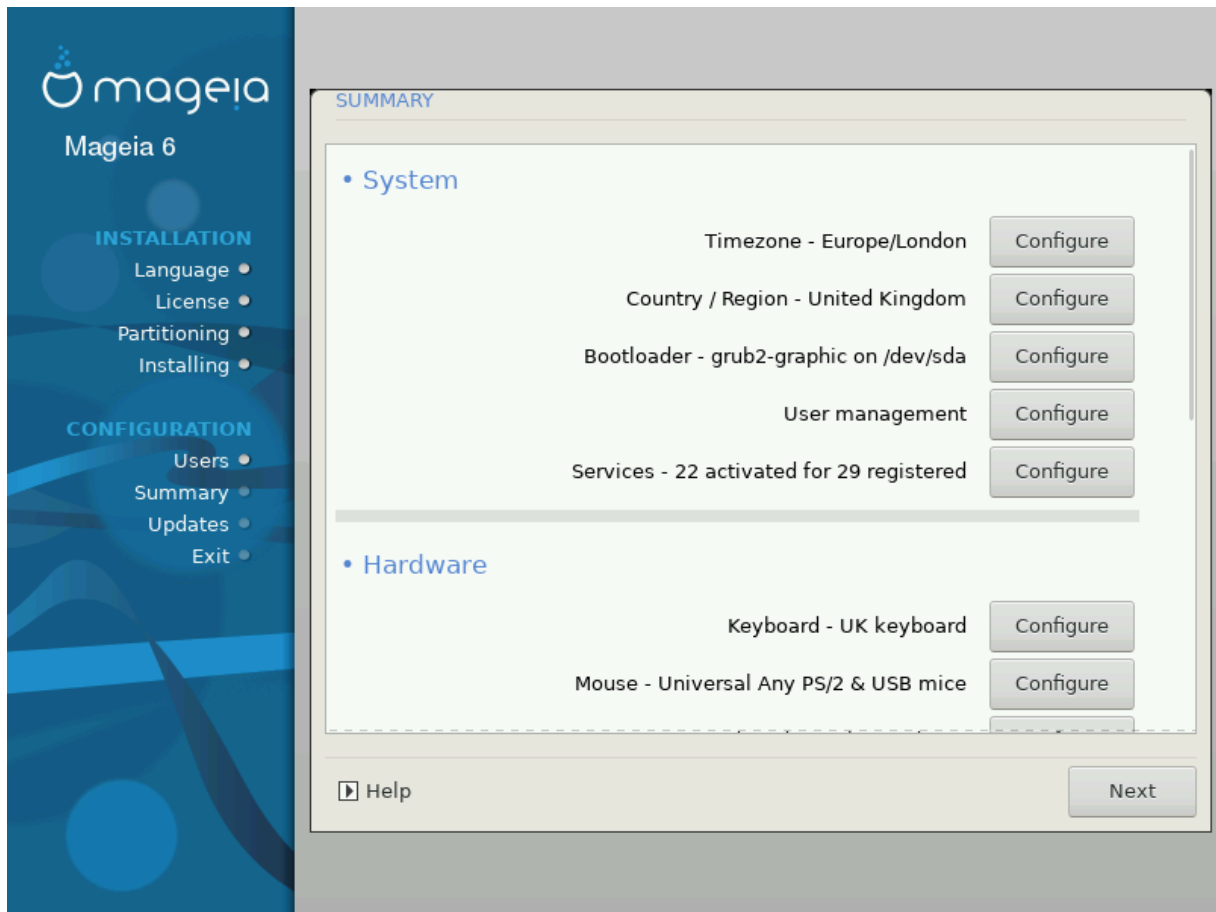 mageia
Mageia 6
INSTALLATION
Language
License
Partitioning
Installing
CONFIGURATION
Users
Summary
Updates
Exit
SUMMARY
• System
Timezone - Europe/London Configure
Country / Region - United Kingdom Configure
Bootloader - grub2-graphic on /dev/sda Configure
User management Configure
Services - 22 activated for 29 registered Configure
• Hardware
Keyboard - UK keyboard Configure
Mouse - Universal Any PS/2 & USB mice Configure
Help
Next